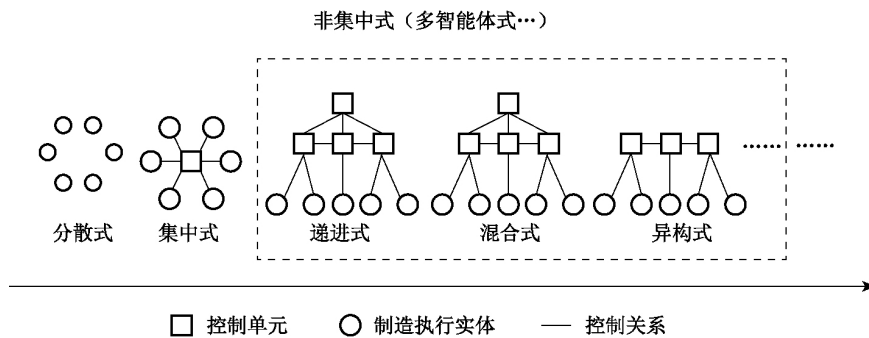 非集中式（多智能体式…）
…… ……
分散式 集中式 递进式 混合式 异构式
控制单元 制造执行实体 控制关系